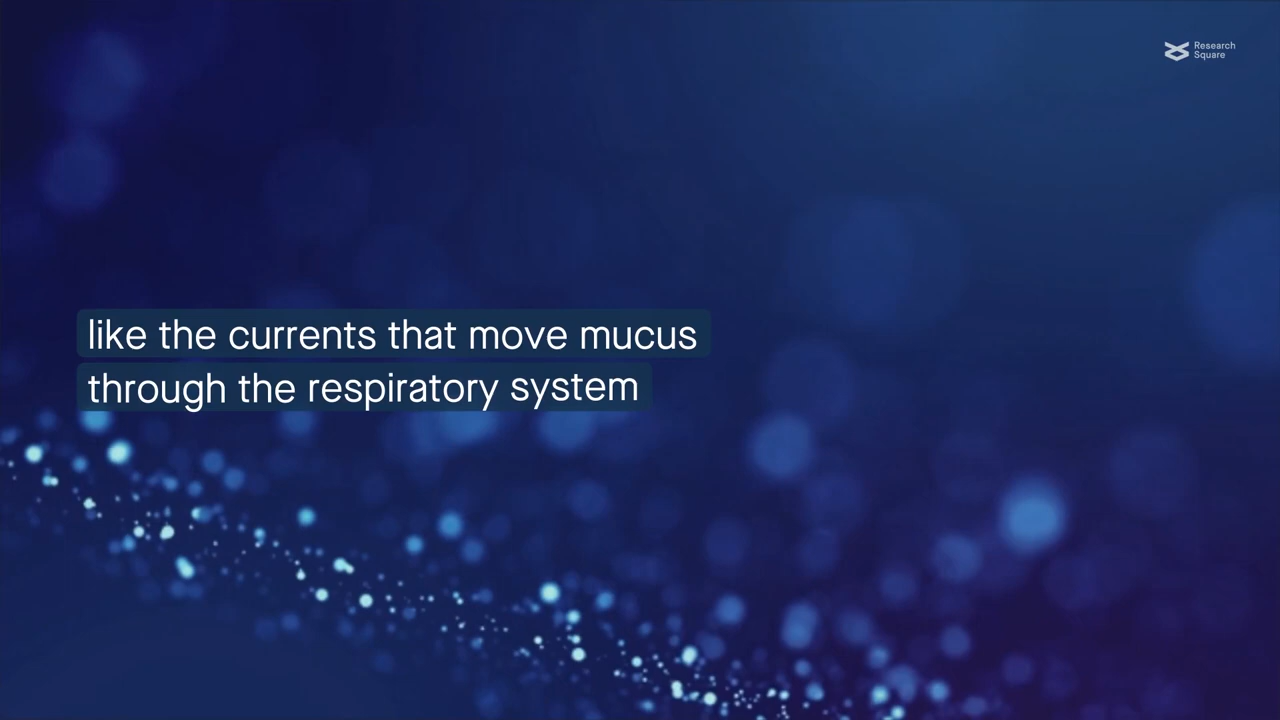 Research
Square
like the currents that move mucus
through the respiratory system